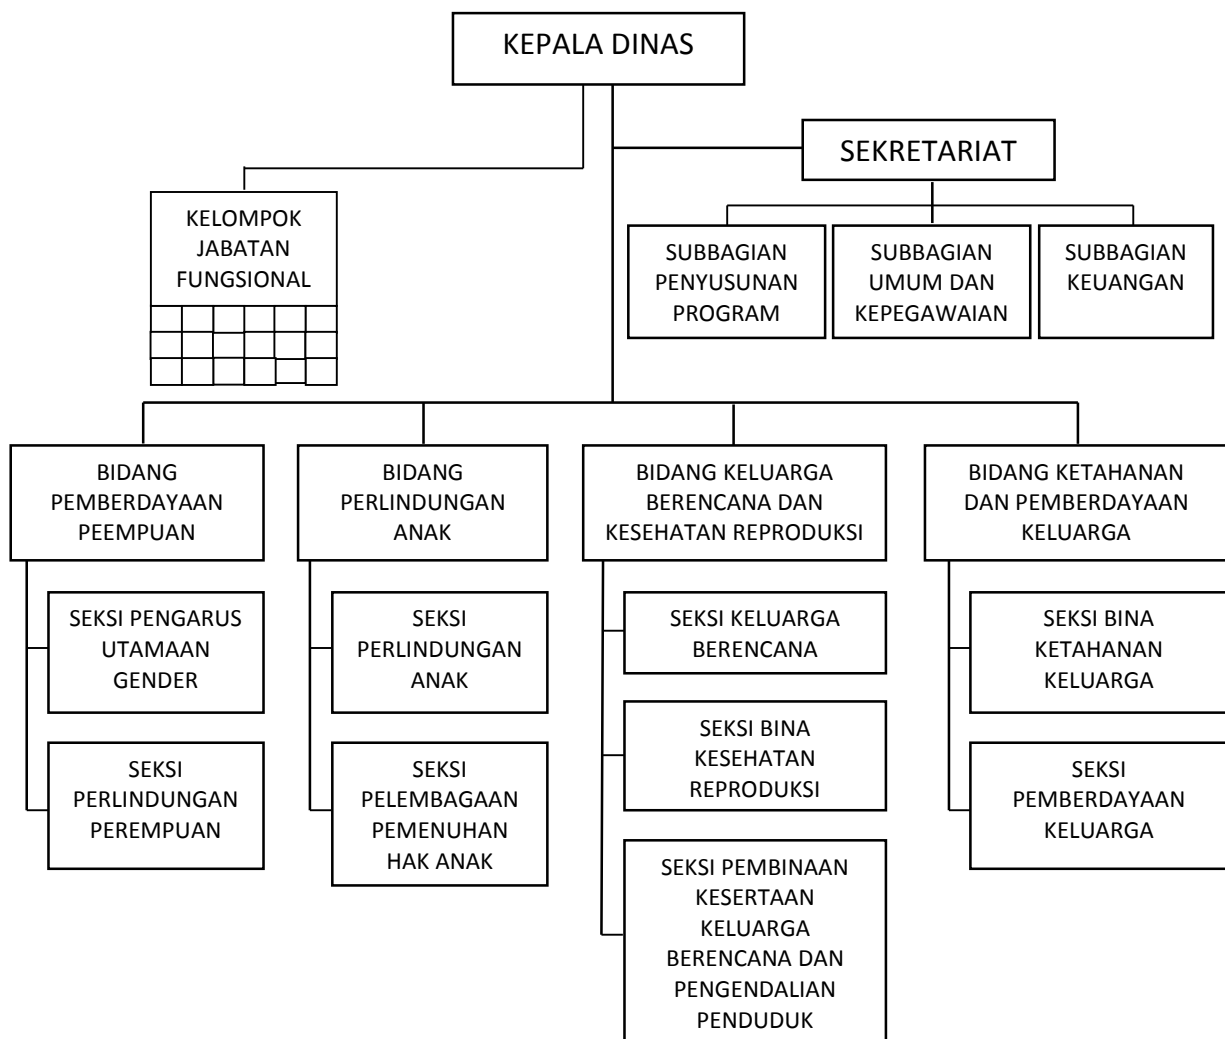 KEPALA DINAS
SEKRETARIAT
KELOMPOK
JABATAN
FUNGSIONAL
SUBBAGIAN
PENYUSUNAN
PROGRAM
SUBBAGIAN
UMUM DAN
KEPEGAWAIAN
SUBBAGIAN
KEUANGAN
BIDANG
PEMBERDAYAAN
PEEMPUAN
BIDANG
PERLINDUNGAN
ANAK
BIDANG KELUARGA
BERENCANA DAN
KESEHATAN REPRODUKSI
BIDANG KETAHANAN
DAN PEMBERDAYAAN
KELUARGA
SEKSI PENGARUS
UTAMAAN
GENDER
SEKSI
PERLINDUNGAN
PEREMPUAN
SEKSI
PERLINDUNGAN
ANAK
SEKSI
PELEMBAGAAN
PEMENUHAN
HAK ANAK
SEKSI KELUARGA
BERENCANA
SEKSI BINA
KESEHATAN
REPRODUKSI
SEKSI PEMBINAAN
KESERTAAN
KELUARGA
BERENCANA DAN
PENGENDALIAN
PENDUDUK
SEKSI BINA
KETAHANAN
KELUARGA
SEKSI
PEMBERDAYAAN
KELUARGA